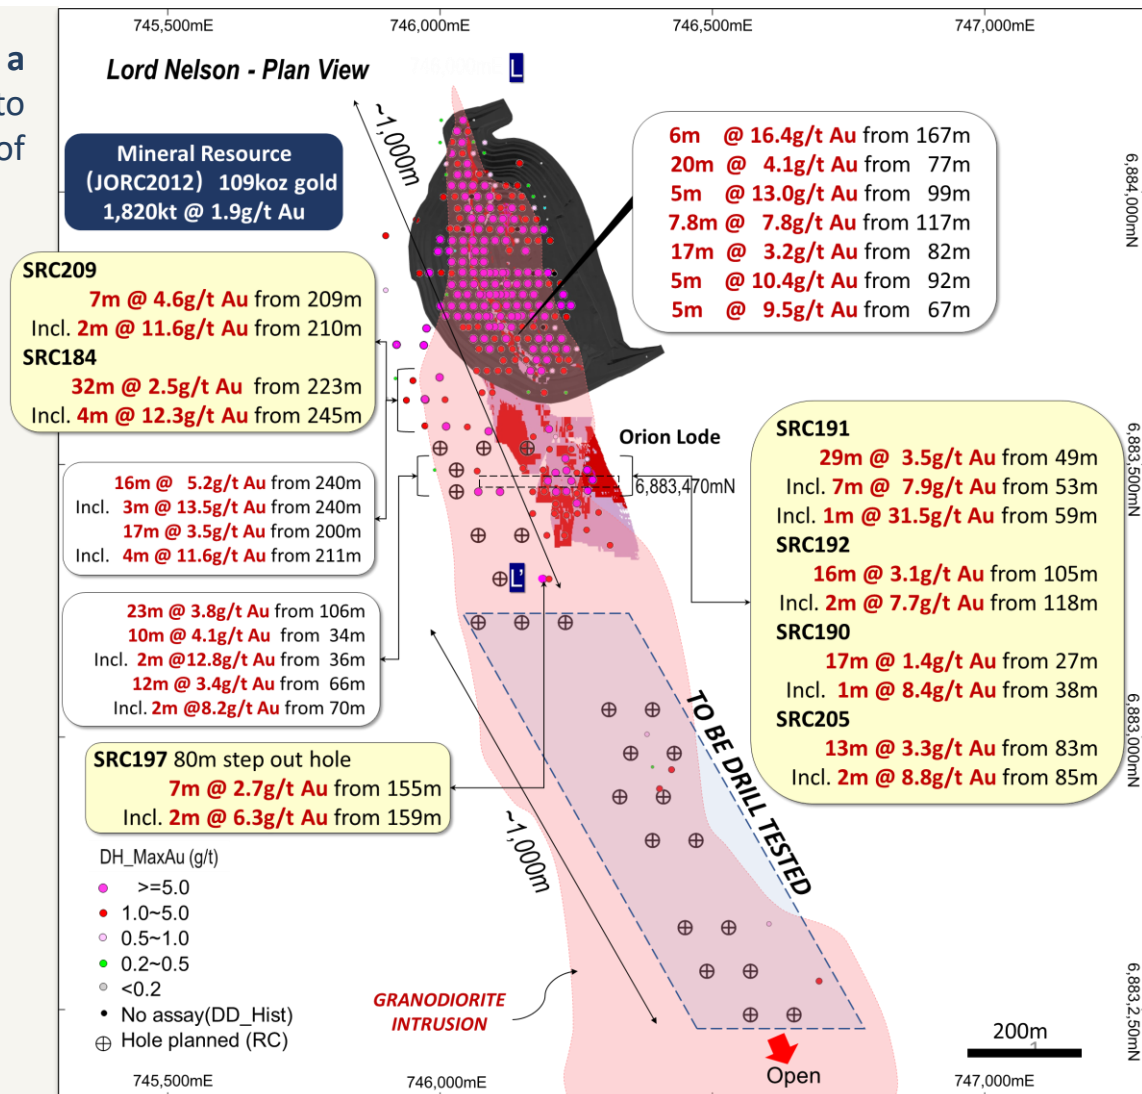 a
to
of
745,500mE
746,000mE
746,500mE
747,000mE
Lord Nelson - Plan View
L
~1,000m
Mineral Resource
(JORC2012) 109koz gold
1,820kt @ 1.9g/t Au
6m @ 16.4g/t Au from 167m
20m @ 4.1g/t Au from 77m
5m @ 13.0g/t Au from 99m
7.8m @ 7.8g/t Au from 117m
17m @ 3.2g/t Au from 82m
5m @ 10.4g/t Au from 92m
5m @ 9.5g/t Au from 67m
6,884,000mN
SRC209
7m @ 4.6g/t Au from 209m
Incl. 2m @ 11.6g/t Au from 210m
SRC184
32m @ 2.5g/t Au from 223m
Incl. 4m @ 12.3g/t Au from 245m
16m @ 5.2g/t Au from 240m
Incl. 3m @ 13.5g/t Au from 240m
17m @ 3.5g/t Au from 200m
Incl. 4m @ 11.6g/t Au from 211m
Orion Lode
6,883,470mN
6,883,500mN
SRC191
29m @ 3.5g/t Au from 49m
Incl. 7m @ 7.9g/t Au from 53m
Incl. 1m @ 31.5g/t Au from 59m
SRC192
16m @ 3.1g/t Au from 105m
Incl. 2m @ 7.7g/t Au from 118m
SRC190
17m @ 1.4g/t Au from 27m
Incl. 1m @ 8.4g/t Au from 38m
SRC205
13m @ 3.3g/t Au from 83m
Incl. 2m @ 8.8g/t Au from 85m
L'
23m @ 3.8g/t Au from 106m
10m @ 4.1g/t Au from 34m
Incl. 2m @12.8g/t Au from 36m
12m @ 3.4g/t Au from 66m
Incl. 2m @8.2g/t Au from 70m
SRC197 80m step out hole
7m @ 2.7g/t Au from 155m
Incl. 2m @ 6.3g/t Au from 159m
TO BE DRILL TESTED
6,883,000mN
~1,000m
DH_MaxAu (g/t)
>=5.0
1.0~5.0
0.5~1.0
0.2~0.5
<0.2
No assay(DD_Hist)
Hole planned (RC)
GRANODIORITE
INTRUSION
6,883,2,50mN
200m
1
Open
745,500mE
746,000mE
747,000mE